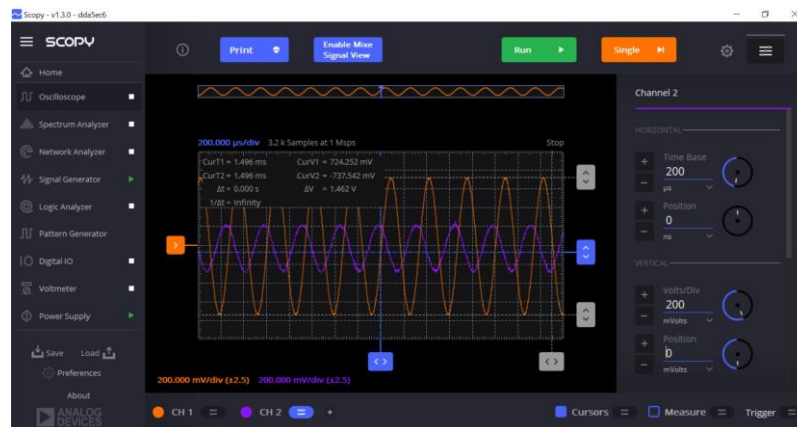 Scopy - v1.3.0 - dda5ec6
SCOPY
Print
Enable Mixe
Signal View
Run
Single
Home
Oscilloscope
Spectrum Analyzer
Network Analyzer
Signal Generator
Logic Analyzer
Pattern Generator
Digital IO
Voltmeter
Power Supply
Save Load
Preferences
About
ANALOG
DEVICES
200.000 µs/div 3.2 k Samples at 1 Msps Stop
CurT1 = 1.496 ms CurV1 = 724.252 mV
CurT2 = 1.496 ms CurV2 = -737.542 mV
Δt = 0.000 s ΔV = 1.462 V
1/Δt = Infinity
200.000 mV/div (±2.5) 200.000 mV/div (±2.5)
CH 1 CH 2 +
Cursors Measure Trigger
Channel 2
HORIZONTAL
Time Base
200
µs
Position
0
ns
VERTICAL
Volts/Div
200
mVolts
Position
0
mVolts